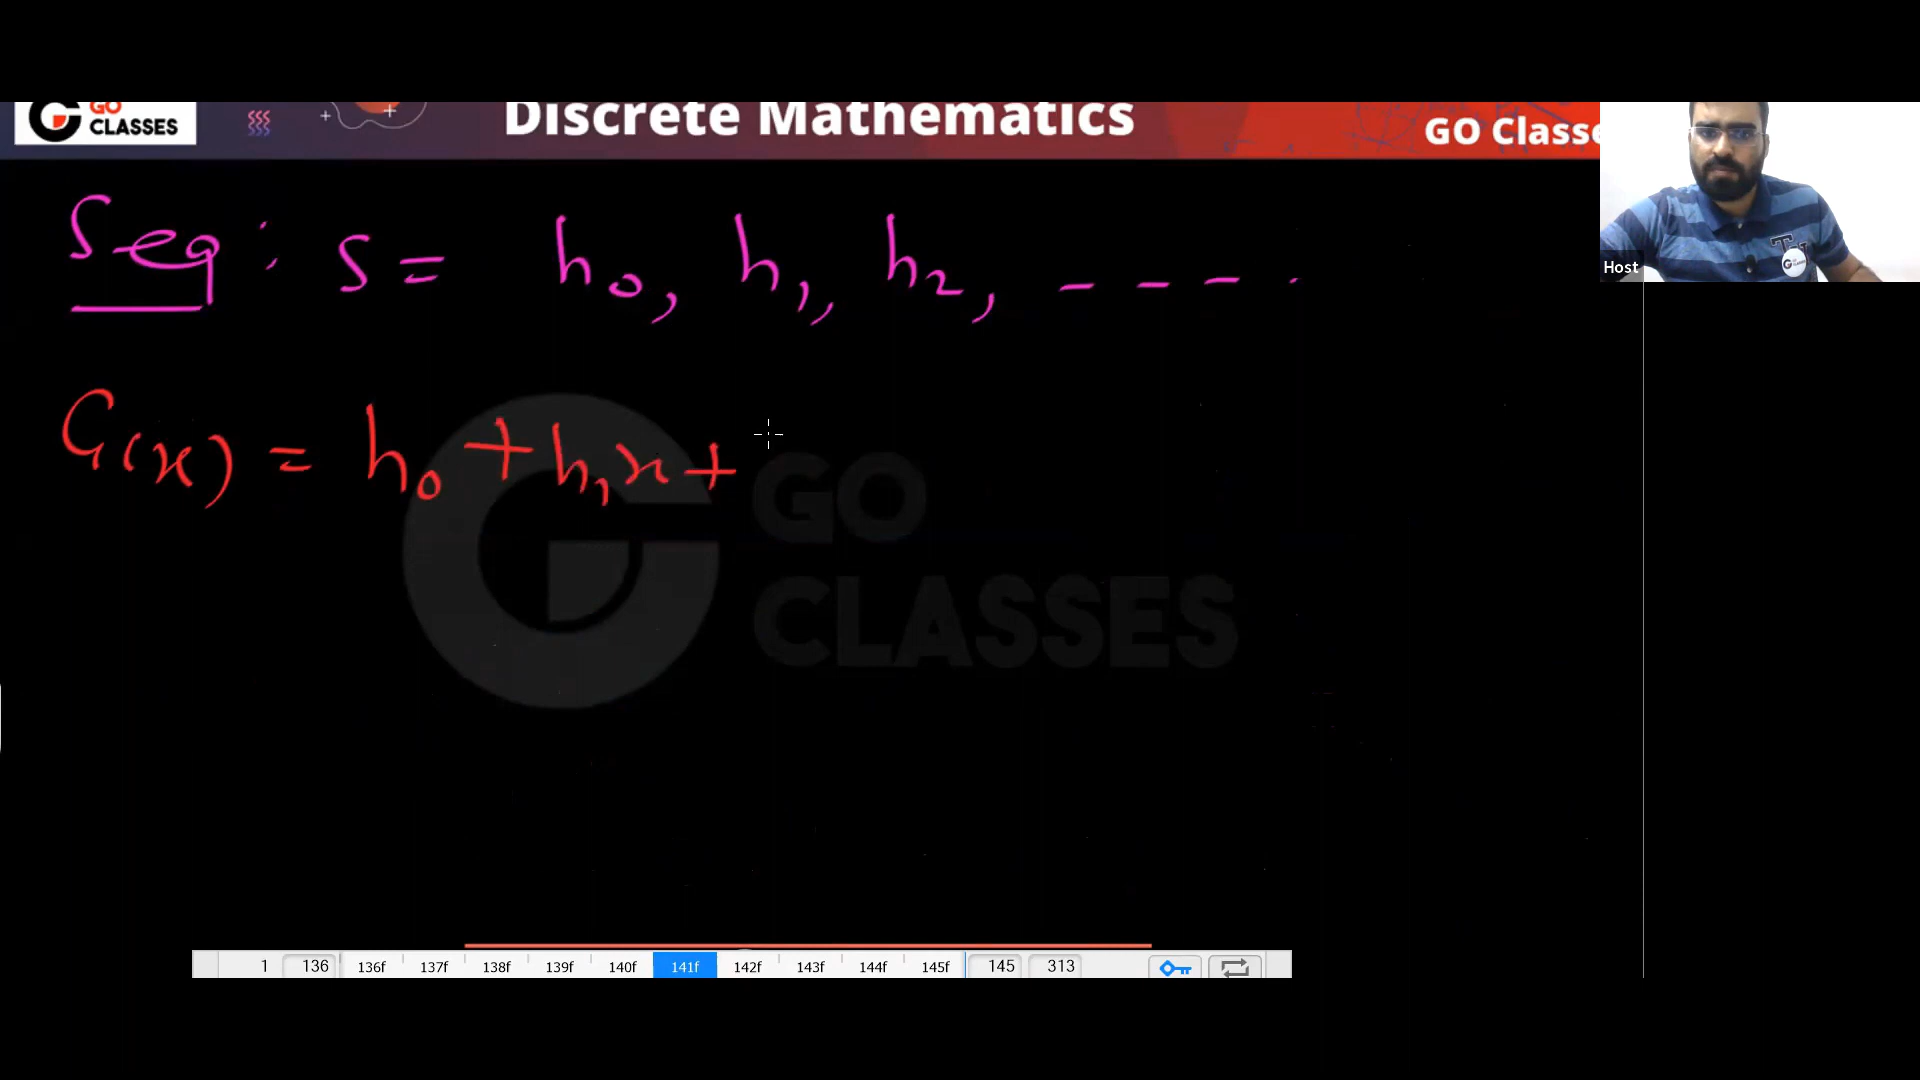 GO
CLASSES
Discrete Mathematics
GO Classe
Host
Seq: S = h₀, h₁, h₂, - - - .
G(x) = h₀ + h₁x +
GO
CLASSES
1 136 136f 137f 138f 139f 140f 141f 142f 143f 144f 145f 145 313